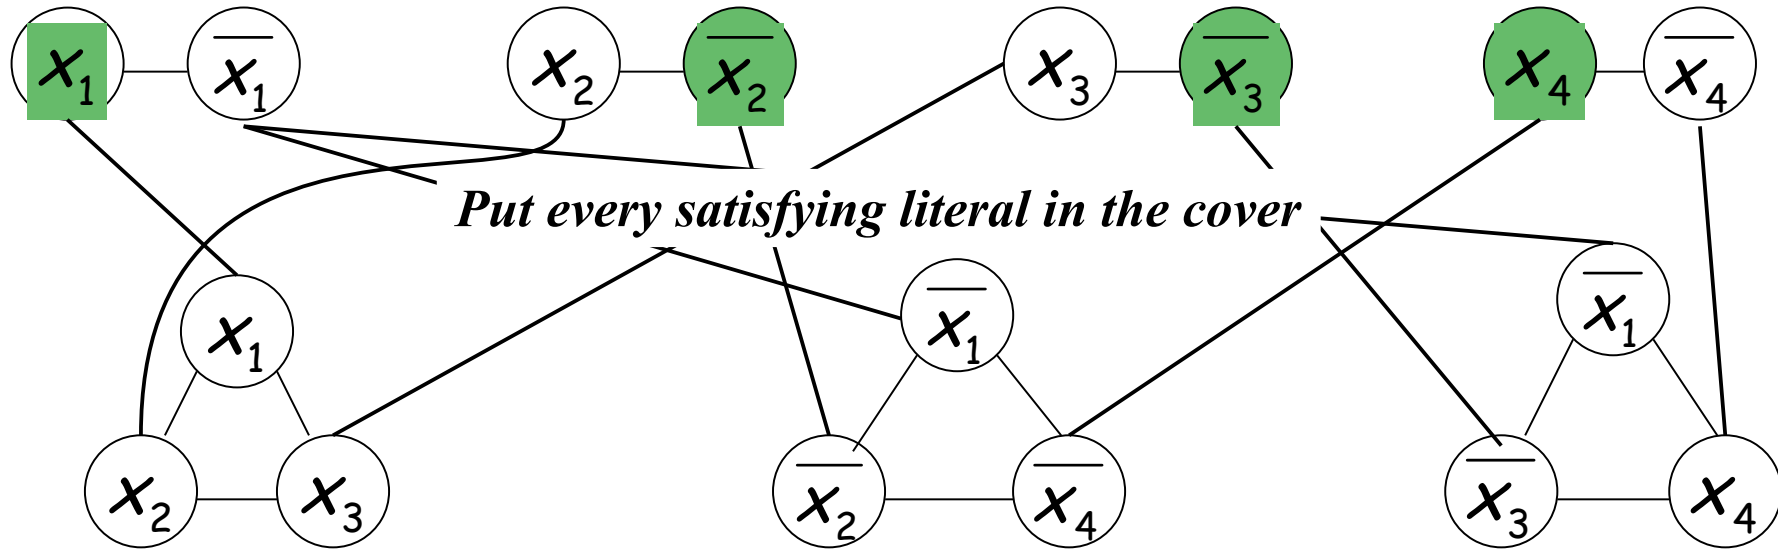 x₁ x̅₁ x₂ x̅₂ x₃ x̅₃ x₄ x̅₄
Put every satisfying literal in the cover
x₁ x̅₁ x̅₁
x₂ x₃ x̅₂ x̅₄ x̅₃ x₄